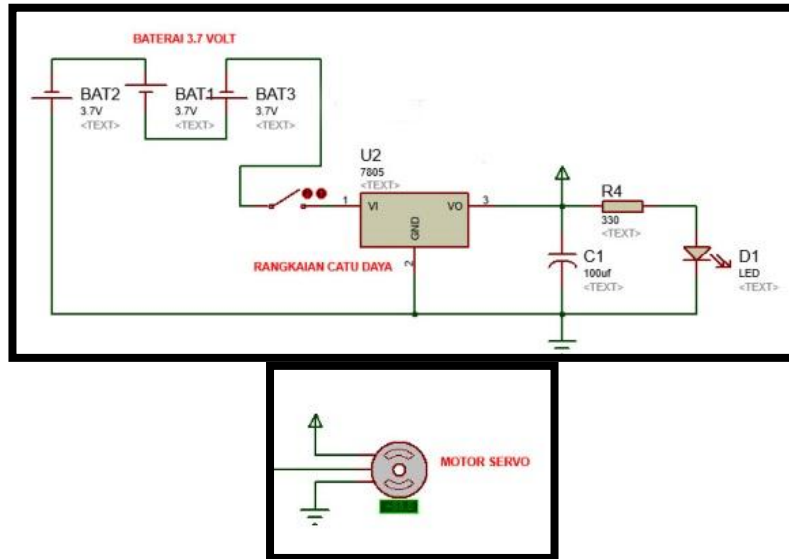 BATERAI 3.7 VOLT
BAT2
3.7V
<TEXT>
BAT1
3.7V
<TEXT>
BAT3
3.7V
<TEXT>
U2
7805
<TEXT>
1
VI
VO
3
GND
2
R4
330
<TEXT>
C1
100uf
<TEXT>
D1
LED
<TEXT>
RANGKAIAN CATU DAYA
MOTOR SERVO